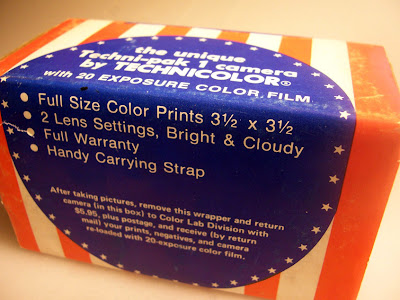 the unique
Techni-pak 1 camera
by TECHNICOLOR®
with 20 EXPOSURE COLOR FILM
• Full Size Color Prints 3½ x 3½
• 2 Lens Settings, Bright & Cloudy
• Full Warranty
• Handy Carrying Strap
After taking pictures, remove this wrapper and return
camera (in this box) to Color Lab Division with
$5.95, plus postage, and receive (by return
mail) your prints, negatives, and camera
re-loaded with 20-exposure color film.